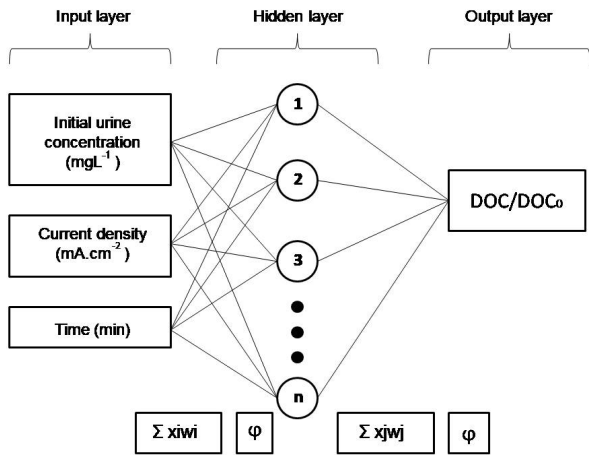 Input layer
Hidden layer
Output layer
Initial urine
concentration
(mgL⁻¹)
Current density
(mA.cm⁻²)
Time (min)
1
2
3
n
DOC/DOC₀
Σ xiwi
φ
Σ xjwj
φ